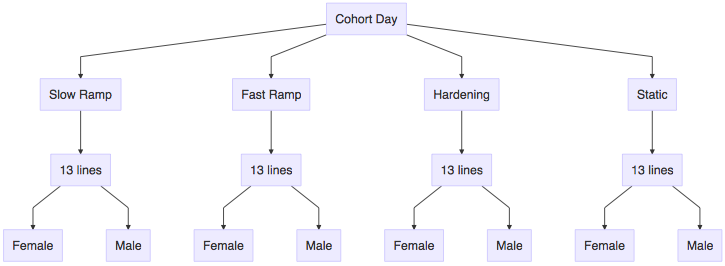 Cohort Day
Slow Ramp
Fast Ramp
Hardening
Static
13 lines
13 lines
13 lines
13 lines
Female
Male
Female
Male
Female
Male
Female
Male